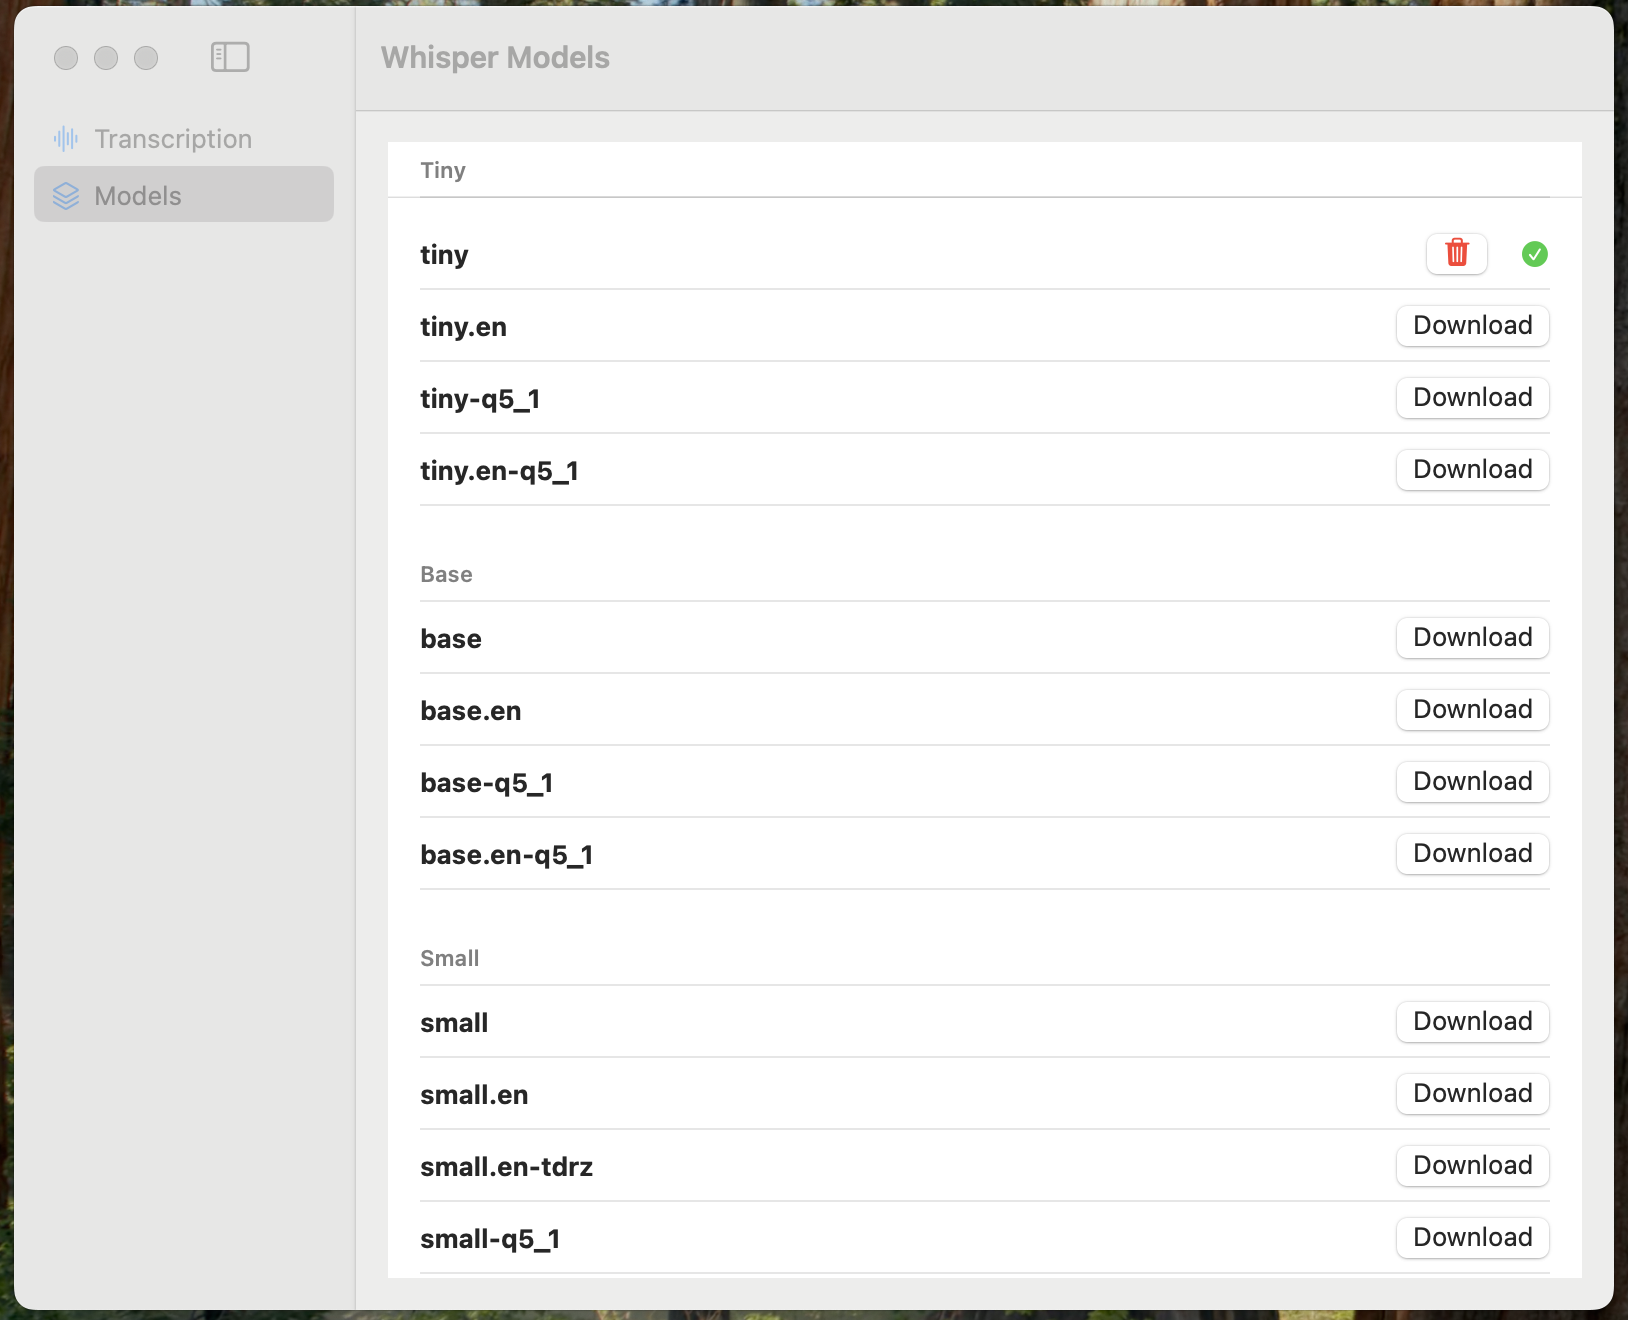 Whisper Models
Transcription
Models
Tiny
tiny
tiny.en Download
tiny-q5_1 Download
tiny.en-q5_1 Download
Base
base Download
base.en Download
base-q5_1 Download
base.en-q5_1 Download
Small
small Download
small.en Download
small.en-tdrz Download
small-q5_1 Download